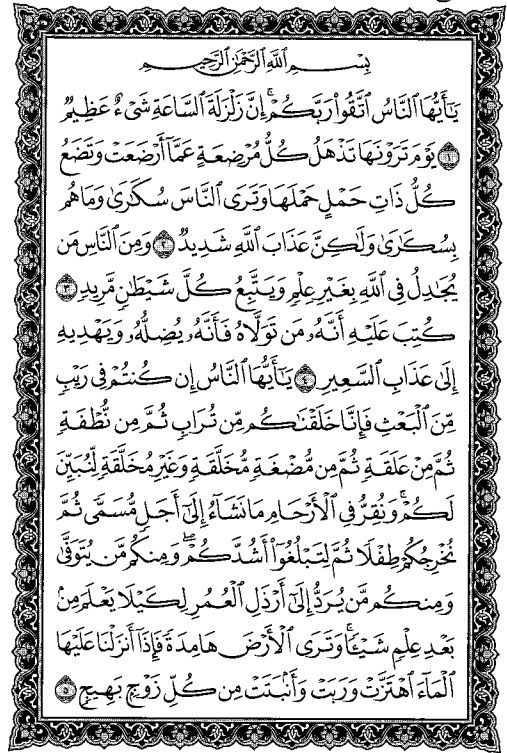 بِسْمِ ٱللَّهِ ٱلرَّحْمَٰنِ ٱلرَّحِيمِ
يَٰٓأَيُّهَا ٱلنَّاسُ ٱتَّقُوا۟ رَبَّكُمْ ۚ إِنَّ زَلْزَلَةَ ٱلسَّاعَةِ شَىْءٌ عَظِيمٌ
١ يَوْمَ تَرَوْنَهَا تَذْهَلُ كُلُّ مُرْضِعَةٍ عَمَّآ أَرْضَعَتْ وَتَضَعُ
كُلُّ ذَاتِ حَمْلٍ حَمْلَهَا وَتَرَى ٱلنَّاسَ سُكَٰرَىٰ وَمَا هُم
بِسُكَٰرَىٰ وَلَٰكِنَّ عَذَابَ ٱللَّهِ شَدِيدٌ ٢ وَمِنَ ٱلنَّاسِ مَن
يُجَٰدِلُ فِى ٱللَّهِ بِغَيْرِ عِلْمٍ وَيَتَّبِعُ كُلَّ شَيْطَٰنٍ مَّرِيدٍ ٣
كُتِبَ عَلَيْهِ أَنَّهُۥ مَن تَوَلَّاهُ فَأَنَّهُۥ يُضِلُّهُۥ وَيَهْدِيهِ
إِلَىٰ عَذَابِ ٱلسَّعِيرِ ٤ يَٰٓأَيُّهَا ٱلنَّاسُ إِن كُنتُمْ فِى رَيْبٍ
مِّنَ ٱلْبَعْثِ فَإِنَّا خَلَقْنَٰكُم مِّن تُرَابٍ ثُمَّ مِن نُّطْفَةٍ
ثُمَّ مِنْ عَلَقَةٍ ثُمَّ مِن مُّضْغَةٍ مُّخَلَّقَةٍ وَغَيْرِ مُخَلَّقَةٍ لِّنُبَيِّنَ
لَكُمْ ۚ وَنُقِرُّ فِى ٱلْأَرْحَامِ مَا نَشَآءُ إِلَىٰٓ أَجَلٍ مُّسَمًّى ثُمَّ
نُخْرِجُكُمْ طِفْلًا ثُمَّ لِتَبْلُغُوٓا۟ أَشُدَّكُمْ ۖ وَمِنكُم مَّن يُتَوَفَّىٰ
وَمِنكُم مَّن يُرَدُّ إِلَىٰٓ أَرْذَلِ ٱلْعُمُرِ لِكَيْلَا يَعْلَمَ مِنۢ
بَعْدِ عِلْمٍ شَيْـًٔا ۚ وَتَرَى ٱلْأَرْضَ هَامِدَةً فَإِذَآ أَنزَلْنَا عَلَيْهَا
ٱلْمَآءَ ٱهْتَزَّتْ وَرَبَتْ وَأَنۢبَتَتْ مِن كُلِّ زَوْجٍۭ بَهِيجٍ ٥